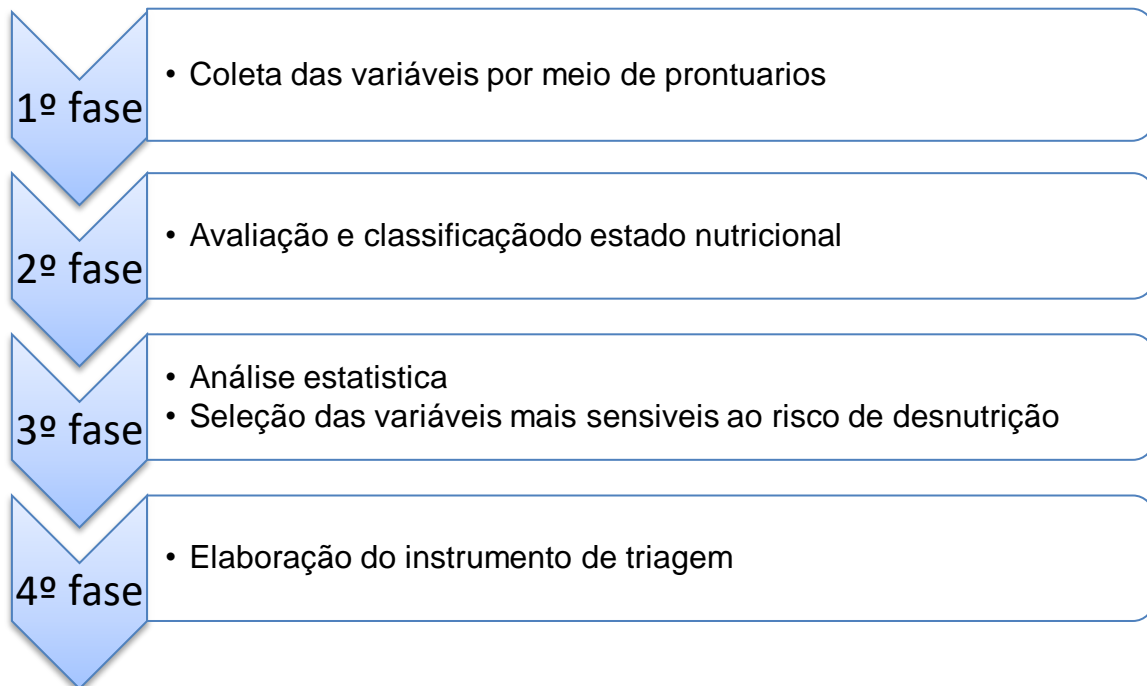 1º fase
• Coleta das variáveis por meio de prontuarios
2º fase
• Avaliação e classificaçãodo estado nutricional
3º fase
• Análise estatistica
• Seleção das variáveis mais sensiveis ao risco de desnutrição
4º fase
• Elaboração do instrumento de triagem